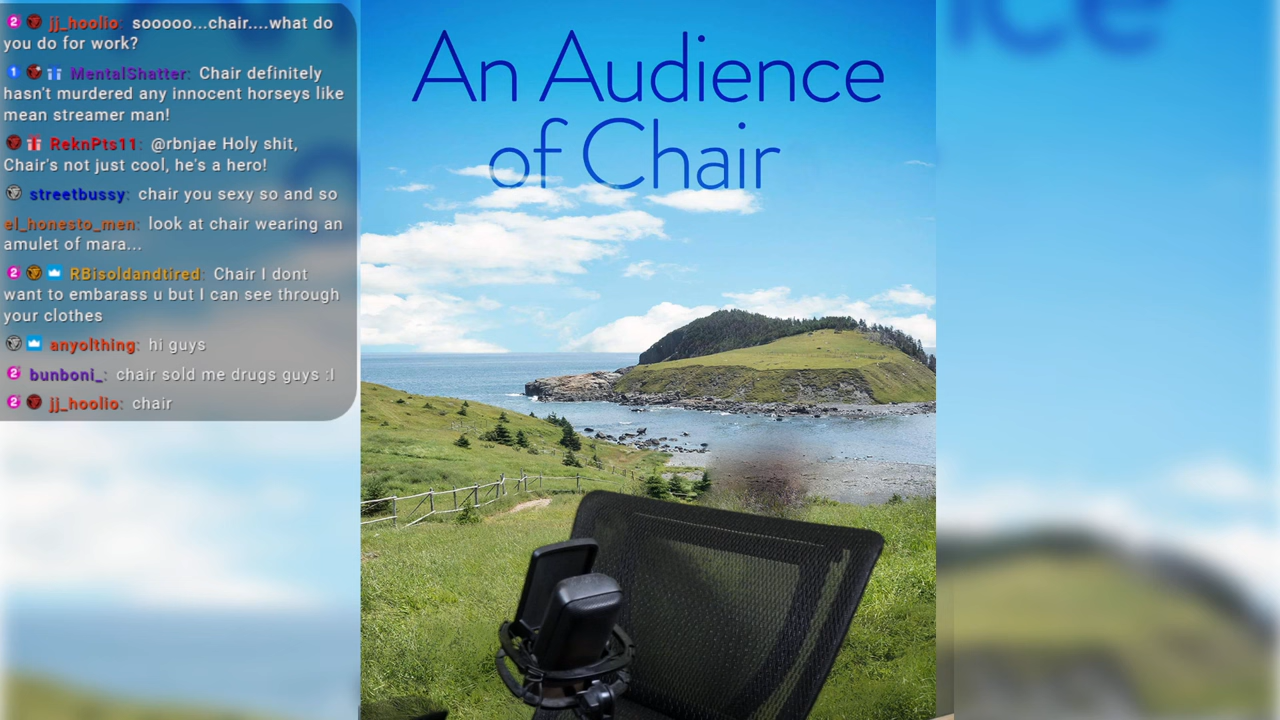 jj_hoolio: sooooo...chair....what do
you do for work?
MentalShatter: Chair definitely
hasn't murdered any innocent horseys like
mean streamer man!
ReknPts11: @rbnjae Holy shit,
Chair's not just cool, he's a hero!
streetbussy: chair you sexy so and so
el_honesto_men: look at chair wearing an
amulet of mara...
RBisoldandtired: Chair I dont
want to embarass u but I can see through
your clothes
anyolthing: hi guys
bunboni_: chair sold me drugs guys :l
jj_hoolio: chair
An Audience
of Chair